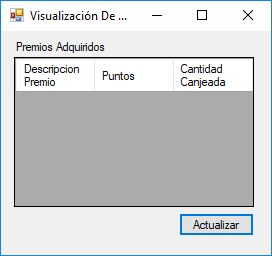 Visualización De ...
Premios Adquiridos
Descripcion
Premio
Puntos
Cantidad
Canjeada
Actualizar